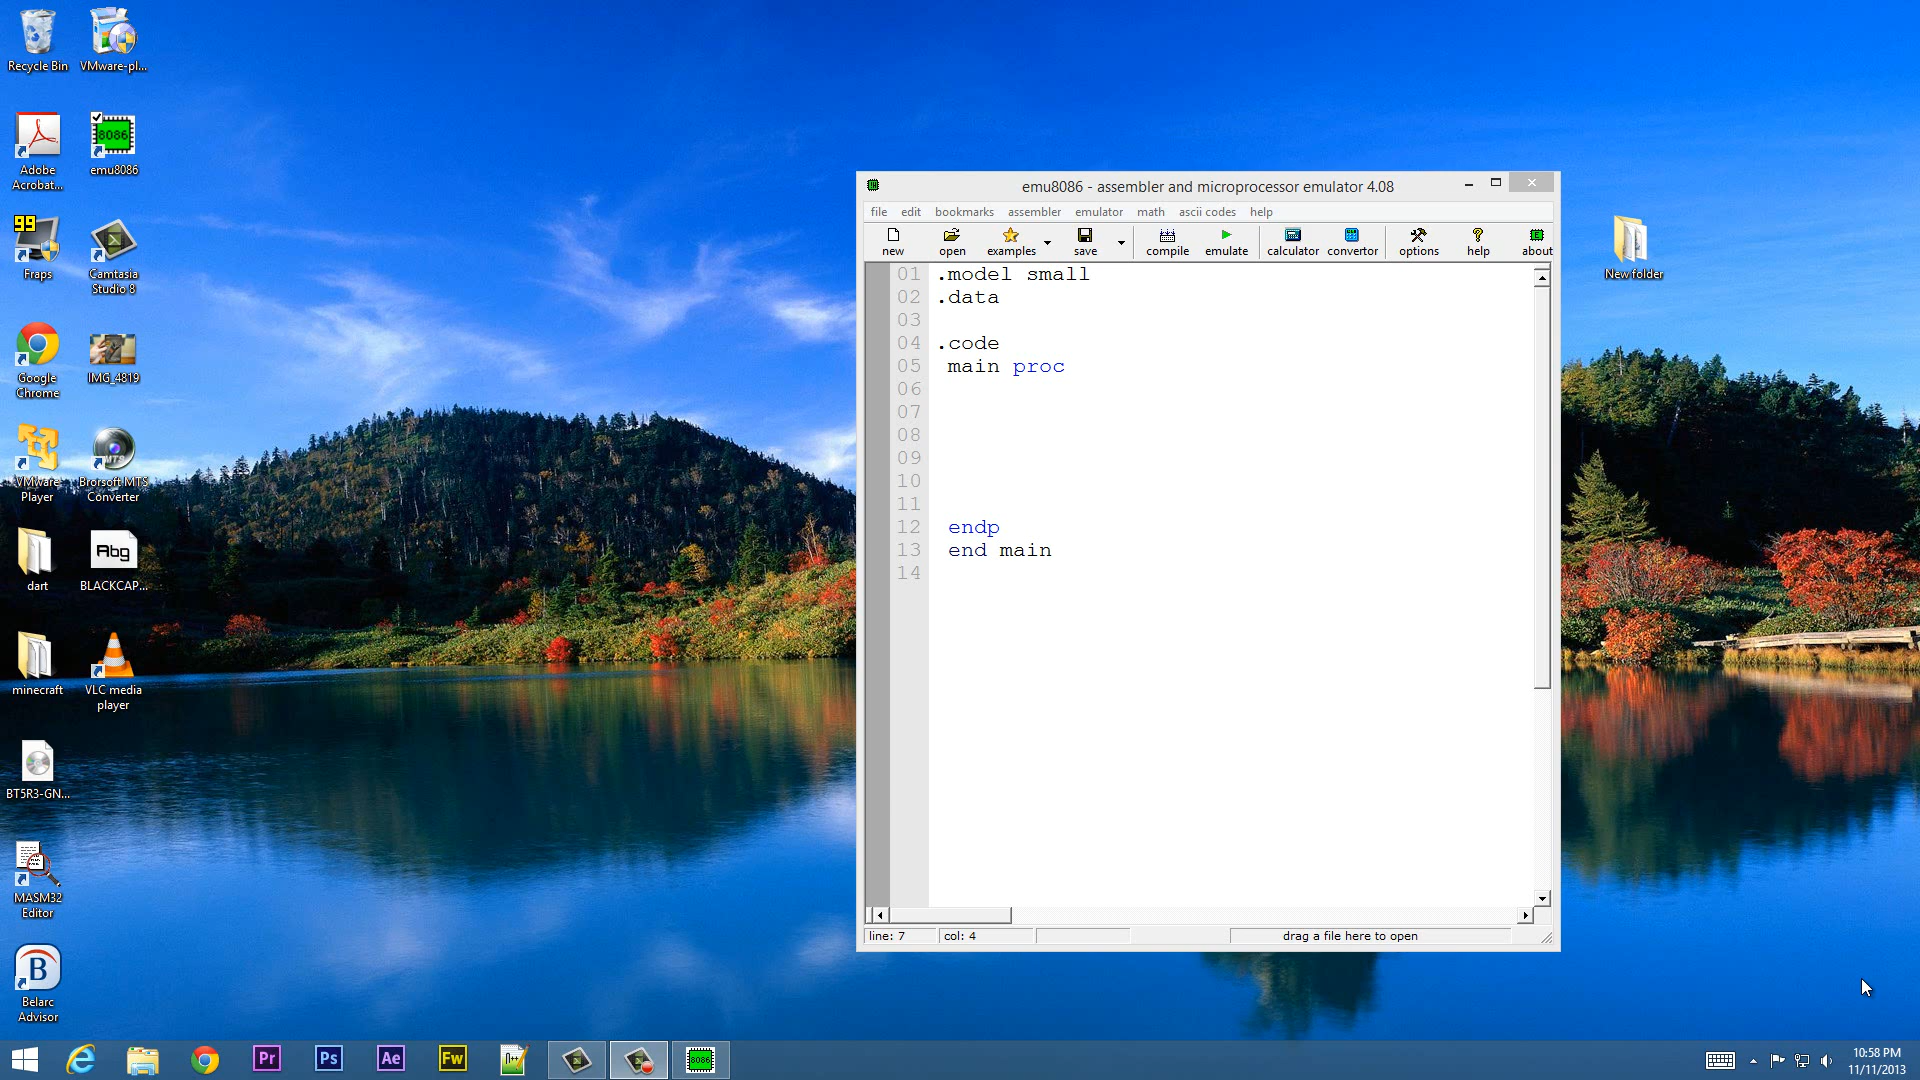 Recycle Bin
VMware-pl...
Adobe
Acrobat...
8086
emu8086
99
Fraps
Camtasia
Studio 8
Google
Chrome
IMG_4819
VMware
Player
MTS
Brorsoft MTS
Converter
dart
Abg
BLACKCAP...
minecraft
VLC media
player
BT5R3-GN...
MASM32
Editor
B
Belarc
Advisor
New folder
emu8086 - assembler and microprocessor emulator 4.08
file edit bookmarks assembler emulator math ascii codes help
new open examples save compile emulate calculator convertor options help about
01 .model small
02 .data
03
04 .code
05 main proc
06
07
08
09
10
11
12 endp
13 end main
14
line: 7 col: 4 drag a file here to open
Pr Ps Ae Fw 8086
10:58 PM
11/11/2013